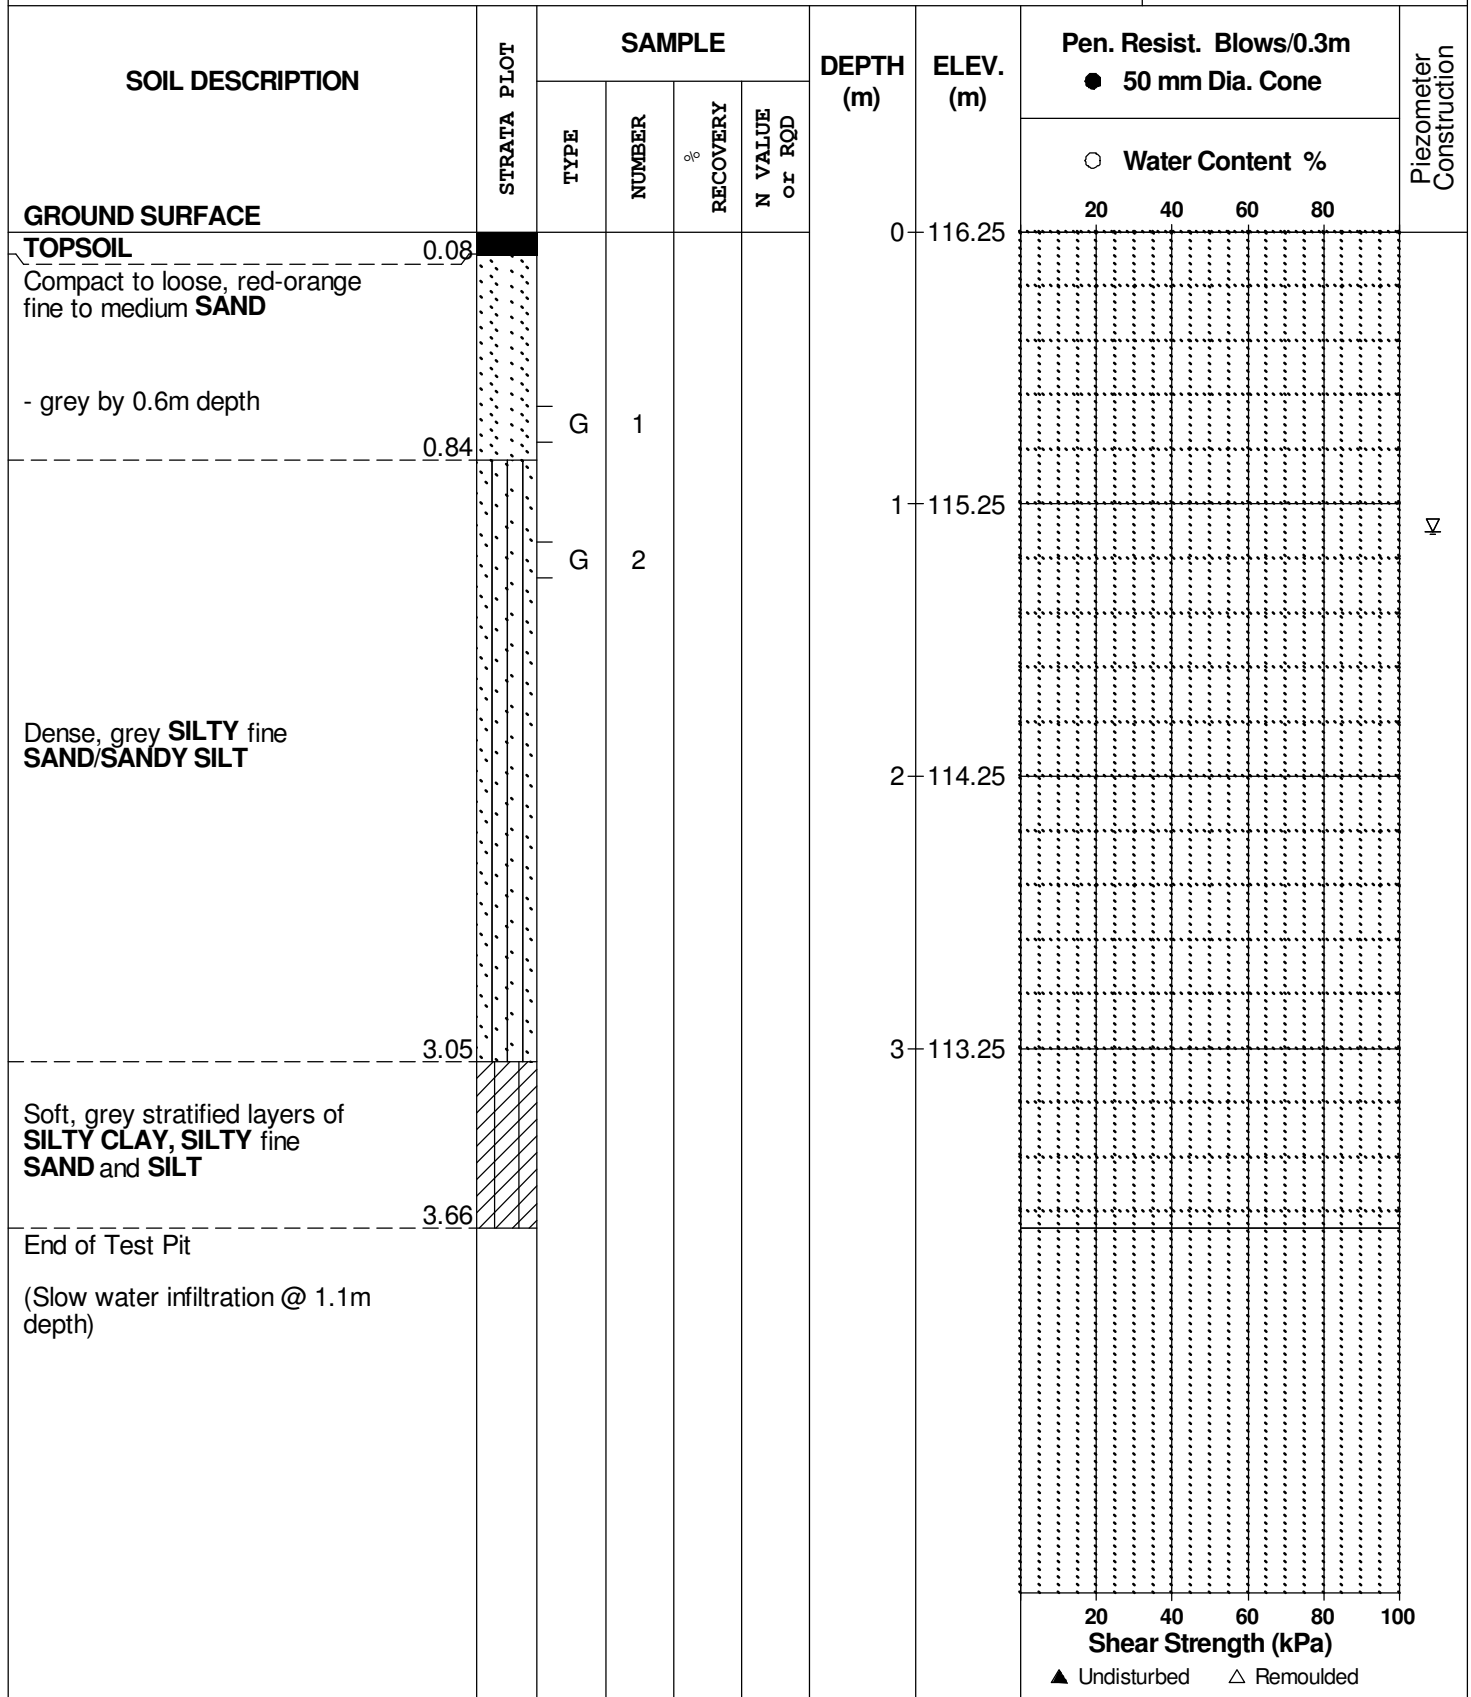 SOIL DESCRIPTION
STRATA PLOT
SAMPLE
TYPE
NUMBER
%
RECOVERY
N VALUE
or RQD
DEPTH
(m)
ELEV.
(m)
Pen. Resist. Blows/0.3m
● 50 mm Dia. Cone
○ Water Content %
20 40 60 80
Piezometer
Construction
GROUND SURFACE
0 116.25
TOPSOIL 0.08
Compact to loose, red-orange
fine to medium SAND
- grey by 0.6m depth
G 1
0.84
1 115.25
G 2
Dense, grey SILTY fine
SAND/SANDY SILT
2 114.25
3.05
3 113.25
Soft, grey stratified layers of
SILTY CLAY, SILTY fine
SAND and SILT
3.66
End of Test Pit
(Slow water infiltration @ 1.1m
depth)
20 40 60 80 100
Shear Strength (kPa)
▲ Undisturbed △ Remoulded